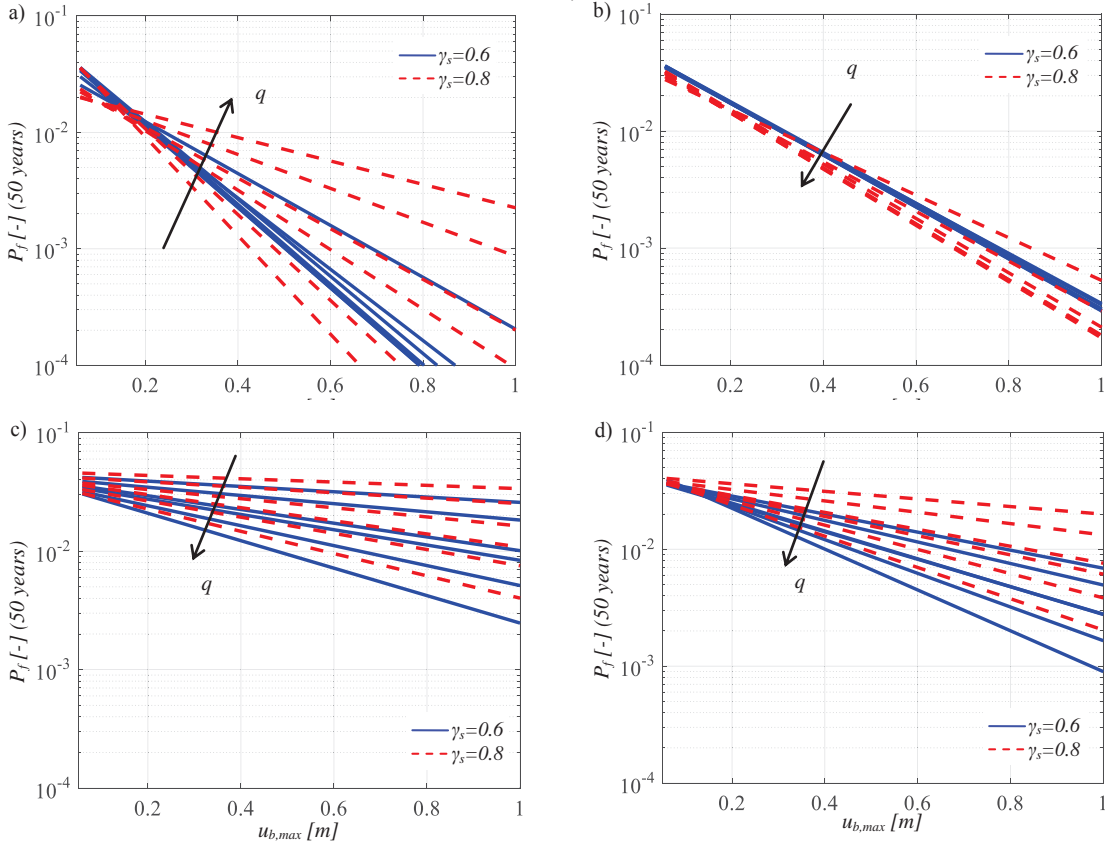 a)
10^-1
10^-2
10^-3
10^-4
P_f [-] (50 years)
γ_s=0.6
γ_s=0.8
q
0.2 0.4 0.6 0.8 1
[m]
b)
10^-1
10^-2
10^-3
10^-4
P_f [-] (50 years)
γ_s=0.6
γ_s=0.8
q
0.2 0.4 0.6 0.8 1
[m]
c)
10^-1
10^-2
10^-3
10^-4
P_f [-] (50 years)
q
γ_s=0.6
γ_s=0.8
0.2 0.4 0.6 0.8 1
u_b,max [m]
d)
10^-1
10^-2
10^-3
10^-4
P_f [-] (50 years)
q
γ_s=0.6
γ_s=0.8
0.2 0.4 0.6 0.8 1
u_b,max [m]